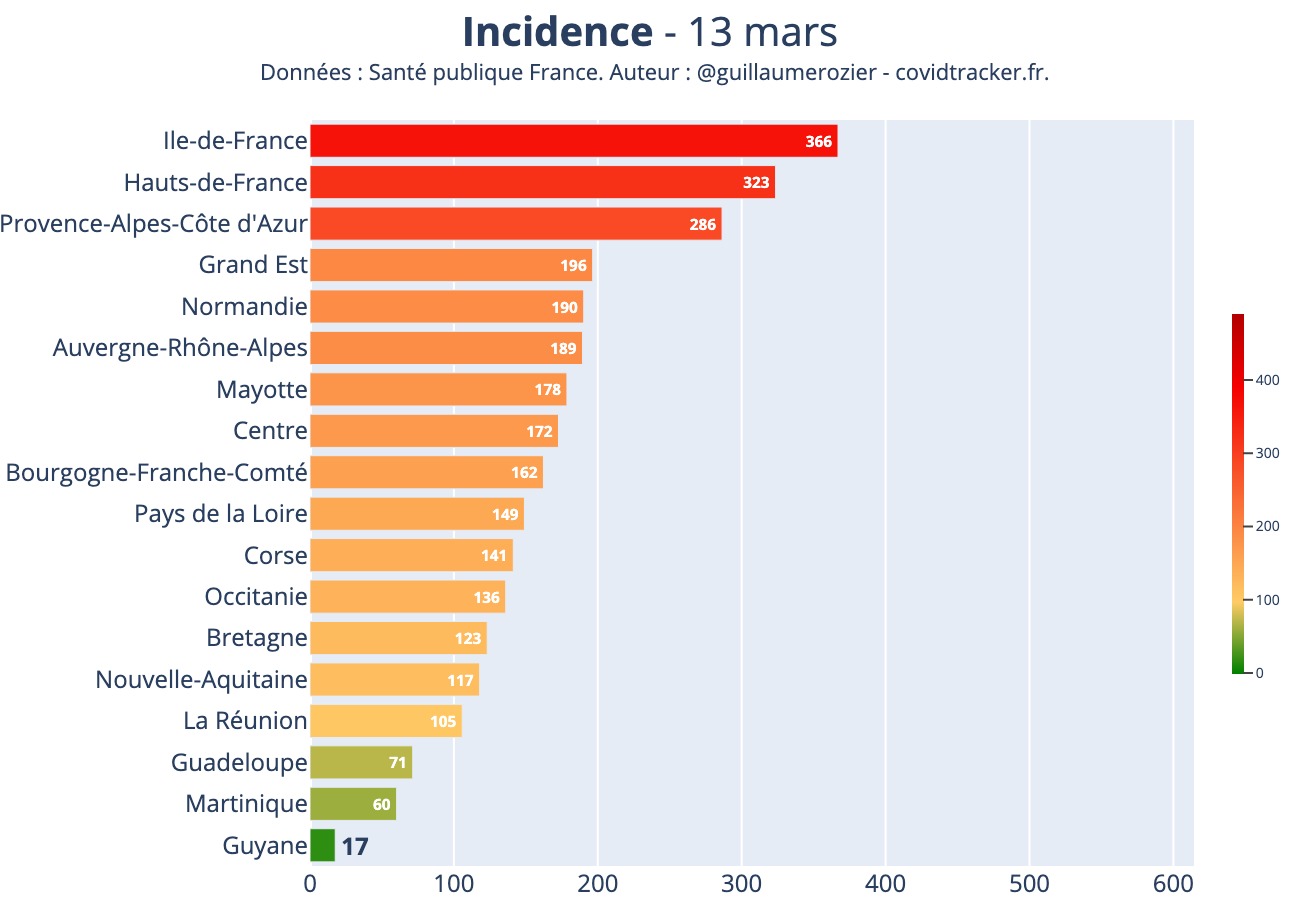 Incidence - 13 mars
Données : Santé publique France. Auteur : @guillaumerozier - covidtracker.fr.
Ile-de-France 366
Hauts-de-France 323
Provence-Alpes-Côte d'Azur 286
Grand Est 196
Normandie 190
Auvergne-Rhône-Alpes 189
Mayotte 178
Centre 172
Bourgogne-Franche-Comté 162
Pays de la Loire 149
Corse 141
Occitanie 136
Bretagne 123
Nouvelle-Aquitaine 117
La Réunion 105
Guadeloupe 71
Martinique 60
Guyane 17
0 100 200 300 400 500 600
400
300
200
100
0